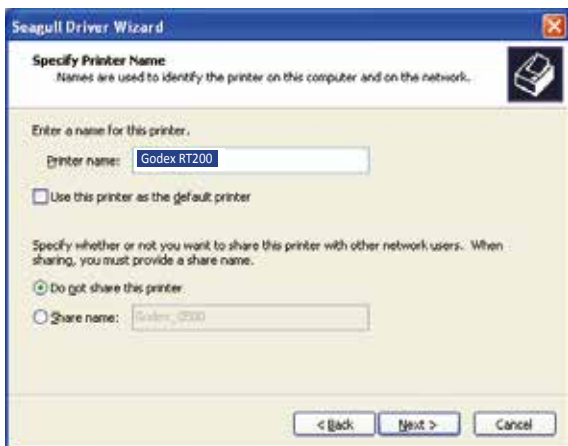 Seagull Driver Wizard
Specify Printer Name
Names are used to identify the printer on this computer and on the network.
Enter a name for this printer.
Printer name: Godex RT200
Use this printer as the default printer
Specify whether or not you want to share this printer with other network users. When
sharing, you must provide a share name.
Do not share this printer
Share name:
< Back Next > Cancel